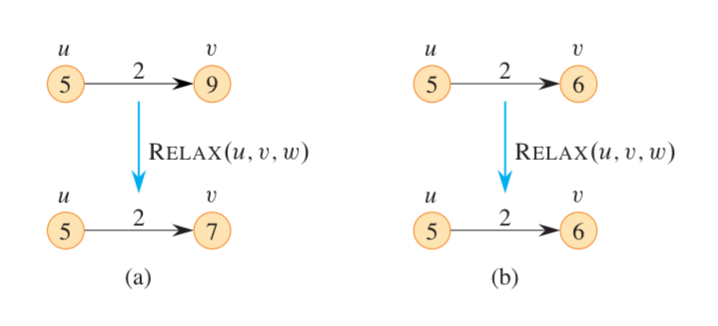 u v u v
5 2 9 5 2 6
RELAX(u, v, w) RELAX(u, v, w)
u v u v
5 2 7 5 2 6
(a) (b)